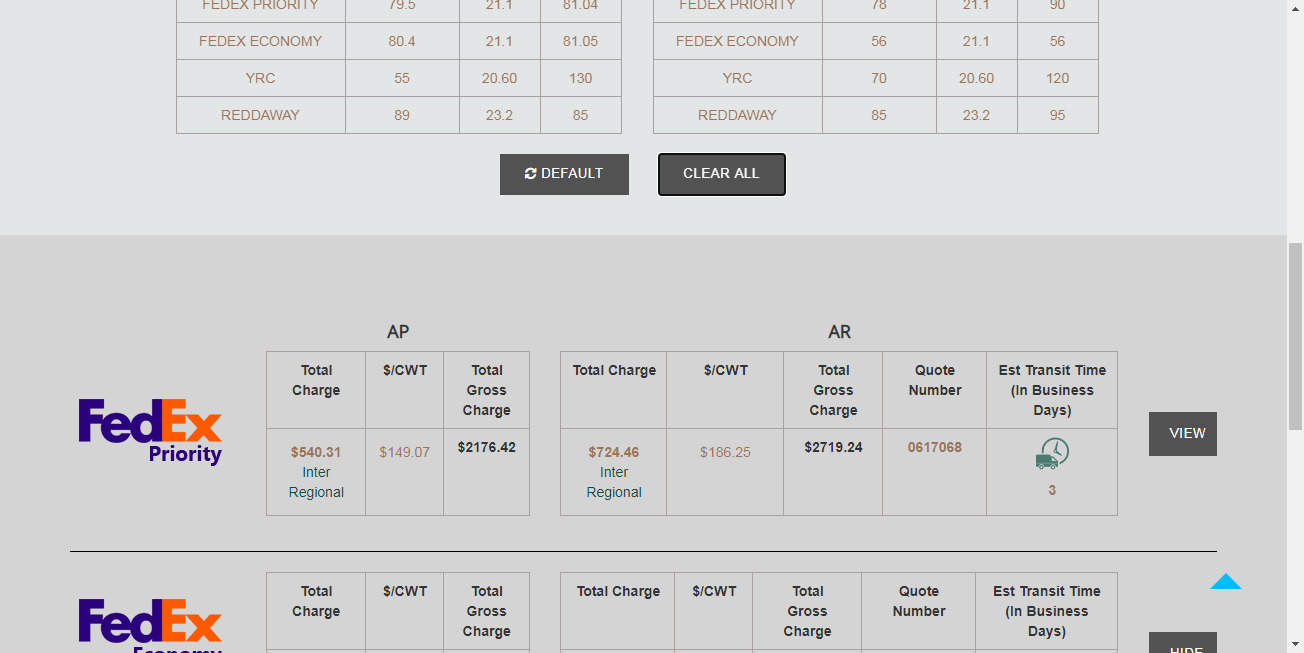 FEDEX PRIORITY 79.5 21.1 81.04 FEDEX PRIORITY 78 21.1 90
FEDEX ECONOMY 80.4 21.1 81.05 FEDEX ECONOMY 56 21.1 56
YRC 55 20.60 130 YRC 70 20.60 120
REDDAWAY 89 23.2 85 REDDAWAY 85 23.2 95
DEFAULT CLEAR ALL
AP AR
Total $/CWT Total Total Charge $/CWT Total Quote Est Transit Time
Charge Gross Gross Number (In Business
Charge Charge Days)
FedEx
Priority
$540.31 $149.07 $2176.42 $724.46 $186.25 $2719.24 0617068
Inter Inter
Regional Regional 3
VIEW
Total $/CWT Total Total Charge $/CWT Total Quote Est Transit Time
Charge Gross Gross Number (In Business
Charge Charge Days)
FedEx
Economy
HIDE